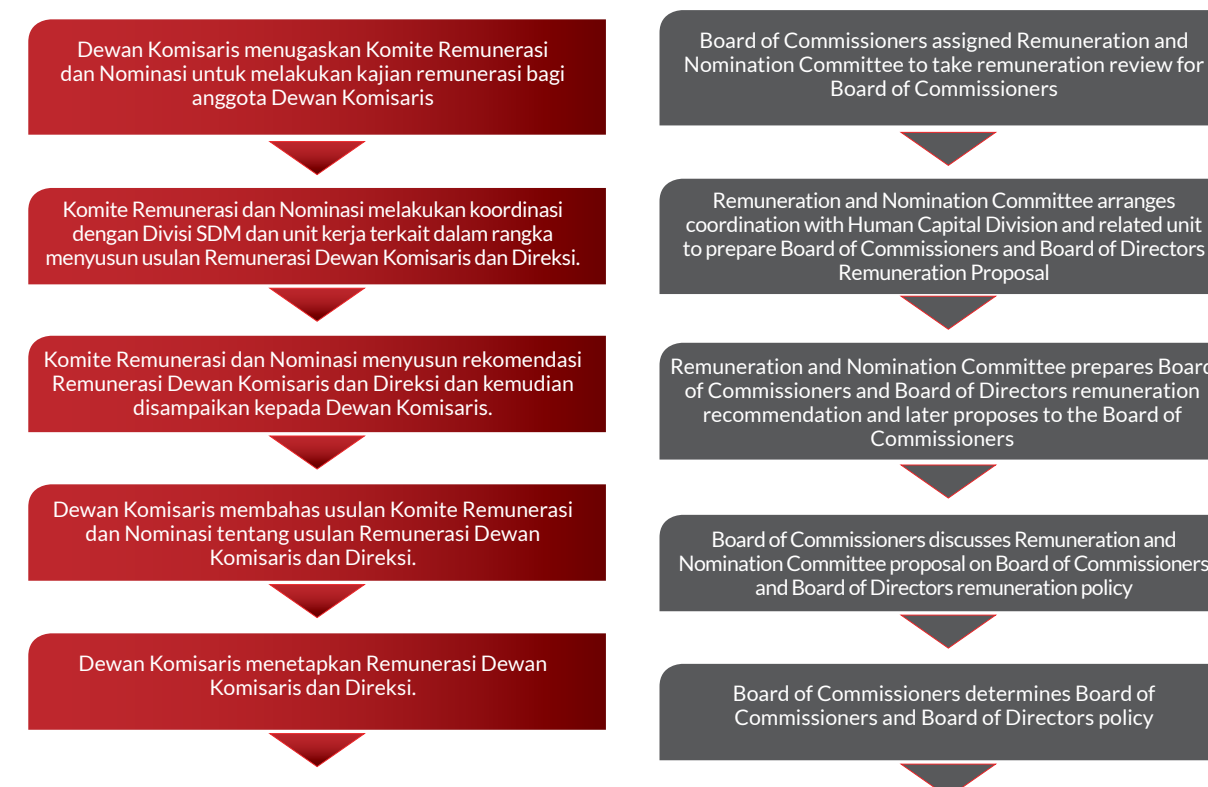 Dewan Komisaris menugaskan Komite Remunerasi
dan Nominasi untuk melakukan kajian remunerasi bagi
anggota Dewan Komisaris
Komite Remunerasi dan Nominasi melakukan koordinasi
dengan Divisi SDM dan unit kerja terkait dalam rangka
menyusun usulan Remunerasi Dewan Komisaris dan Direksi.
Komite Remunerasi dan Nominasi menyusun rekomendasi
Remunerasi Dewan Komisaris dan Direksi dan kemudian
disampaikan kepada Dewan Komisaris.
Dewan Komisaris membahas usulan Komite Remunerasi
dan Nominasi tentang usulan Remunerasi Dewan
Komisaris dan Direksi.
Dewan Komisaris menetapkan Remunerasi Dewan
Komisaris dan Direksi.
Board of Commissioners assigned Remuneration and
Nomination Committee to take remuneration review for
Board of Commissioners
Remuneration and Nomination Committee arranges
coordination with Human Capital Division and related unit
to prepare Board of Commissioners and Board of Directors
Remuneration Proposal
Remuneration and Nomination Committee prepares Board
of Commissioners and Board of Directors remuneration
recommendation and later proposes to the Board of
Commissioners
Board of Commissioners discusses Remuneration and
Nomination Committee proposal on Board of Commissioners
and Board of Directors remuneration policy
Board of Commissioners determines Board of
Commissioners and Board of Directors policy